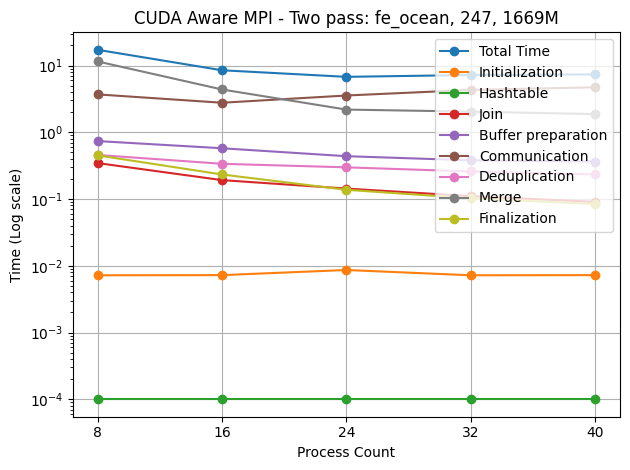 CUDA Aware MPI - Two pass: fe_ocean, 247, 1669M
Time (Log scale)
10¹
10⁰
10⁻¹
10⁻²
10⁻³
10⁻⁴
Total Time
Initialization
Hashtable
Join
Buffer preparation
Communication
Deduplication
Merge
Finalization
8 16 24 32 40
Process Count